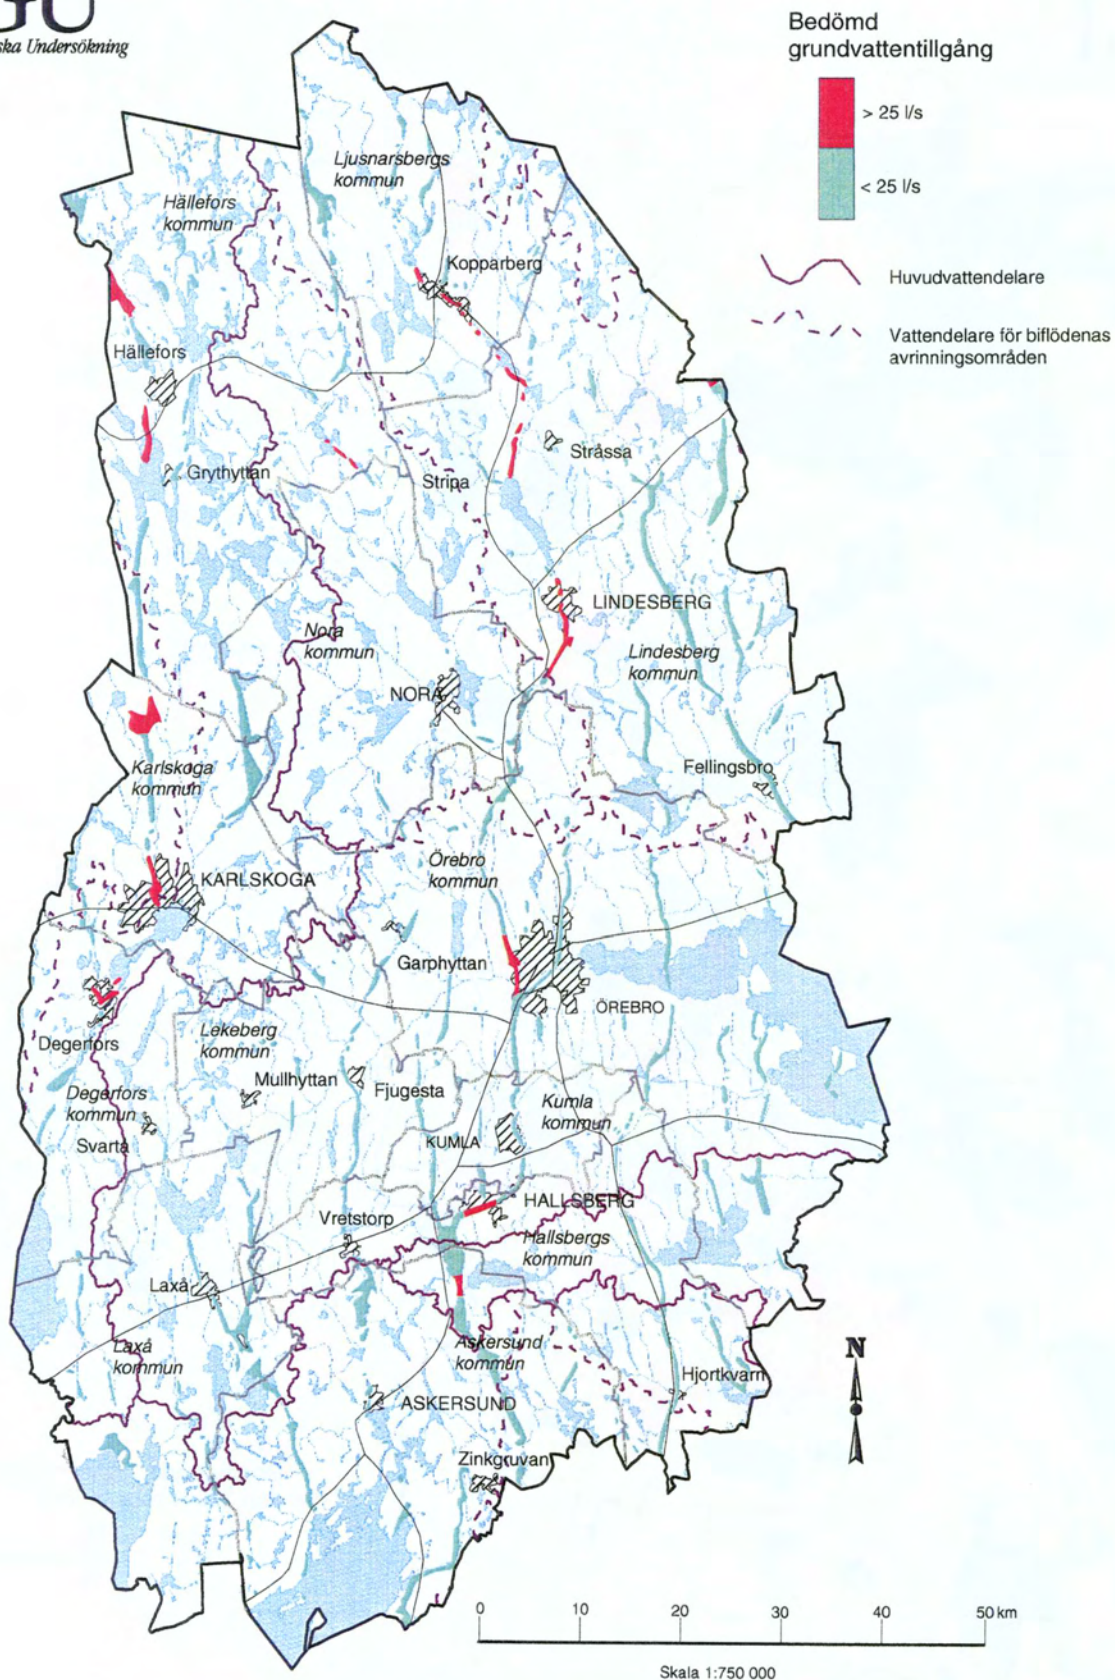 GU
ska Undersökning
Bedömd
grundvattentillgång
> 25 l/s
< 25 l/s
Huvudvattendelare
Vattendelare för biflödenas
avrinningsområden
Ljusnarsbergs
kommun
Hällefors
kommun
Kopparberg
Hällefors
Stråssa
Grythyttan
Stripa
LINDESBERG
Nora
kommun
Lindesberg
kommun
NORA
Karlskoga
kommun
Fellingsbro
Örebro
kommun
KARLSKOGA
Garphyttan
ÖREBRO
Lekeberg
kommun
Degerfors
Mullhyttan
Fjugesta
Degerfors
kommun
Kumla
kommun
Svartå
KUMLA
HALLSBERG
Vretstorp
Hallsbergs
kommun
Laxå
Laxå
kommun
Askersund
kommun
Hjortkvarn
ASKERSUND
Zinkgruvan
N
0 10 20 30 40 50 km
Skala 1:750 000